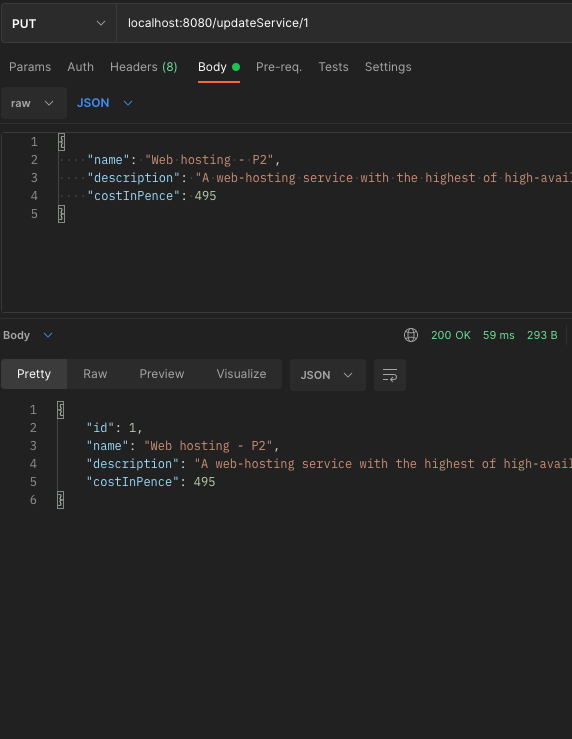 PUT localhost:8080/updateService/1
Params Auth Headers (8) Body Pre-req. Tests Settings
raw JSON
1 {
2 "name": "Web hosting - P2",
3 "description": "A web-hosting service with the highest of high-avail
4 "costInPence": 495
5 }
Body 200 OK 59 ms 293 B
Pretty Raw Preview Visualize JSON
1 {
2 "id": 1,
3 "name": "Web hosting - P2",
4 "description": "A web-hosting service with the highest of high-avail
5 "costInPence": 495
6 }